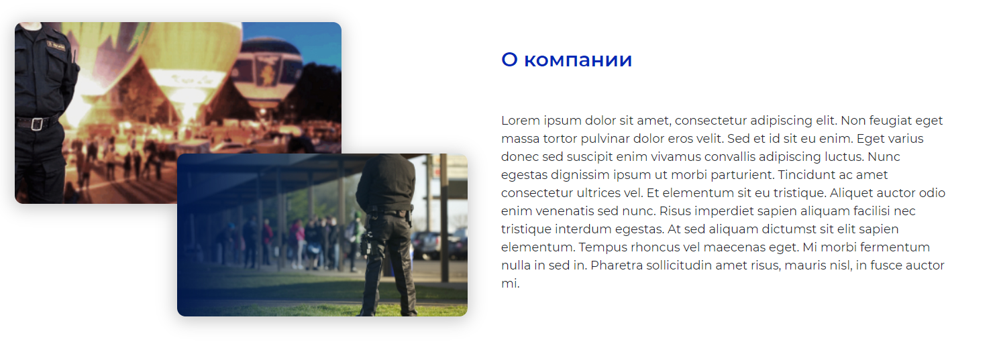 О компании
Lorem ipsum dolor sit amet, consectetur adipiscing elit. Non feugiat eget
massa tortor pulvinar dolor eros velit. Sed et id sit eu enim. Eget varius
donec sed suscipit enim vivamus convallis adipiscing luctus. Nunc
egestas dignissim ipsum ut morbi parturient. Tincidunt ac amet
consectetur ultrices vel. Et elementum sit eu tristique. Aliquet auctor odio
enim venenatis sed nunc. Risus imperdiet sapien aliquam facilisi nec
tristique interdum egestas. At sed aliquam dictumst sit elit sapien
elementum. Tempus rhoncus vel maecenas eget. Mi morbi fermentum
nulla in sed in. Pharetra sollicitudin amet risus, mauris nisl, in fusce auctor
mi.